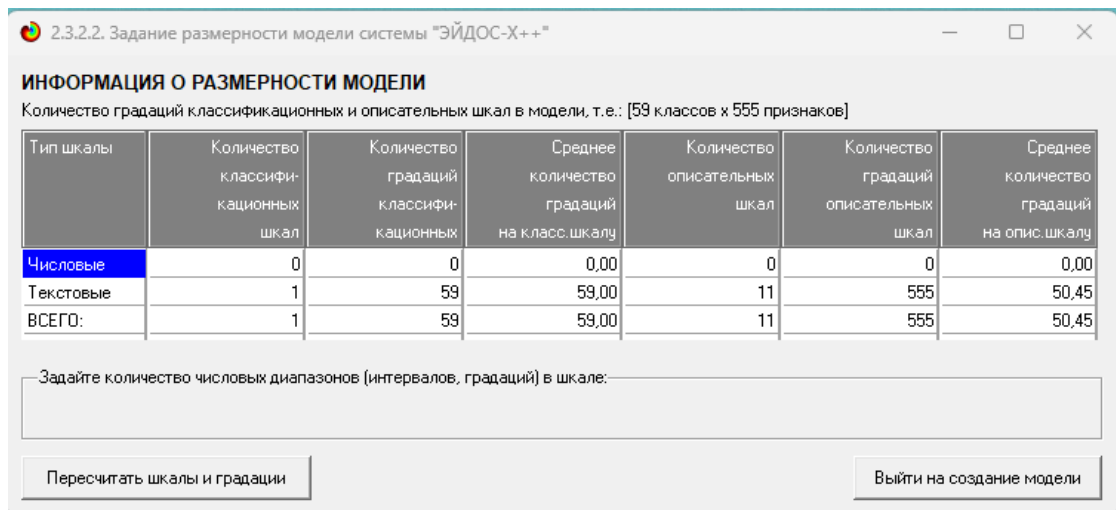 2.3.2.2. Задание размерности модели системы "ЭЙДОС-X++"
ИНФОРМАЦИЯ О РАЗМЕРНОСТИ МОДЕЛИ
Количество градаций классификационных и описательных шкал в модели, т.е.: [59 классов x 555 признаков]
Тип шкалы Количество Количество Среднее Количество Количество Среднее
классифи- градаций количество описательных градаций количество
кационных классифи- градаций шкал описательных градаций
шкал кационных на класс.шкалу шкал на опис.шкалу
Числовые 0 0 0,00 0 0 0,00
Текстовые 1 59 59,00 11 555 50,45
ВСЕГО: 1 59 59,00 11 555 50,45
Задайте количество числовых диапазонов (интервалов, градаций) в шкале:
Пересчитать шкалы и градации Выйти на создание модели